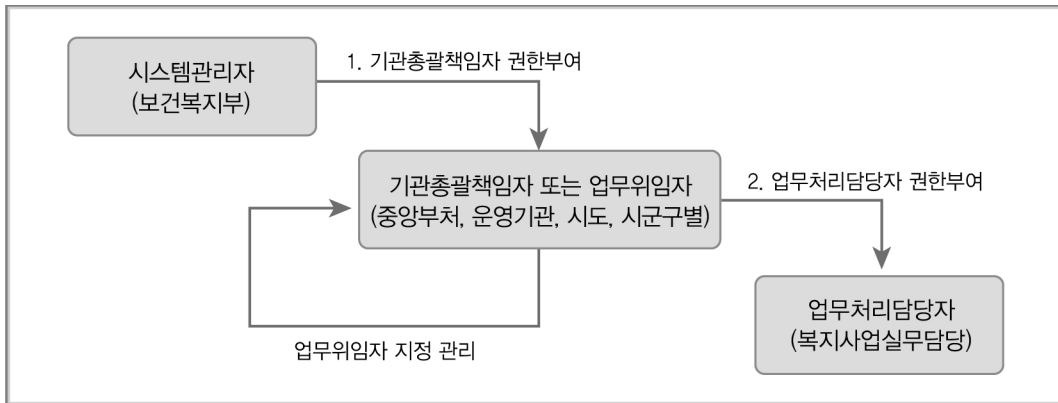 시스템관리자
(보건복지부)
1. 기관총괄책임자 권한부여
기관총괄책임자 또는 업무위임자
(중앙부처, 운영기관, 시도, 시군구별)
2. 업무처리담당자 권한부여
업무처리담당자
(복지사업실무담당)
업무위임자 지정 관리